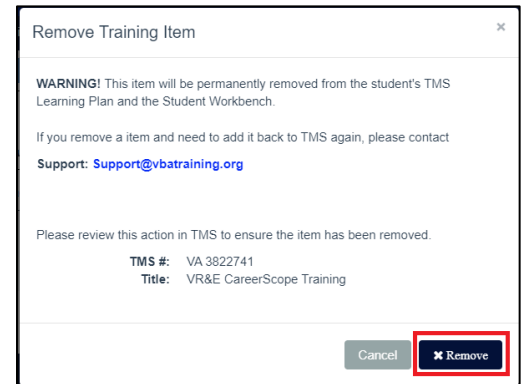 Remove Training Item
×
WARNING! This item will be permanently removed from the student's TMS
Learning Plan and the Student Workbench.
If you remove a item and need to add it back to TMS again, please contact
Support: Support@vbatraining.org
Please review this action in TMS to ensure the item has been removed.
TMS #: VA 3822741
Title: VR&E CareerScope Training
Cancel ✖ Remove